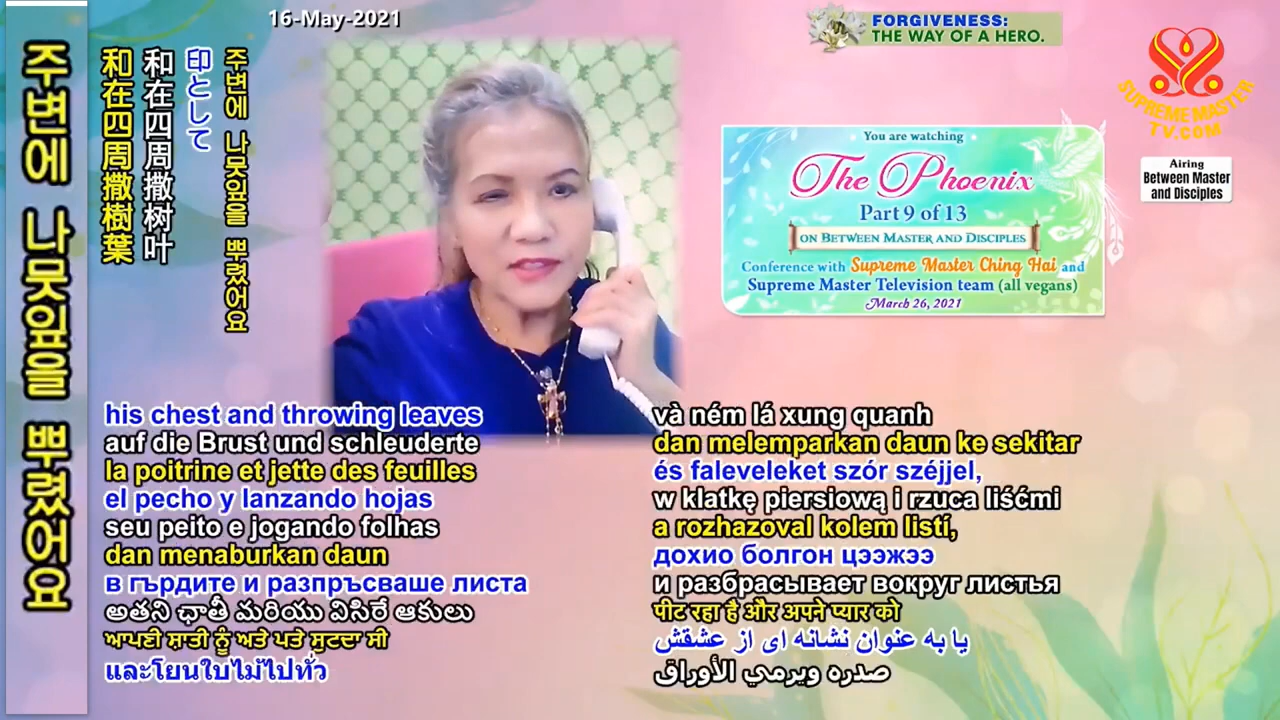 16-May-2021
FORGIVENESS:
THE WAY OF A HERO.
SUPREME MASTER
TV.COM
Airing
Between Master
and Disciples
You are watching
The Phoenix
Part 9 of 13
ON BETWEEN MASTER AND DISCIPLES
Conference with Supreme Master Ching Hai and
Supreme Master Television team (all vegans)
March 26, 2021
주변에 나뭇잎을 뿌렸어요
和在四周撒樹葉
和在四周撒树叶
印として
주변에 나뭇잎을 뿌렸어요
his chest and throwing leaves
auf die Brust und schleuderte
la poitrine et jette des feuilles
el pecho y lanzando hojas
seu peito e jogando folhas
dan menaburkan daun
в гърдите и разпръсваше листа
అతని ఛాతీ మరియు విసిరే ఆకులు
ਆਪਣੀ ਸ਼ਾਤੀ ਨੂੰ ਅਤੇ ਪਤੇ ਸੁਟਦਾ ਸੀ
และโยนใบไม้ไปทั่ว
và ném lá xung quanh
dan melemparkan daun ke sekitar
és faleveleket szór széjjel,
w klatkę piersiową i rzuca liśćmi
a rozhazoval kolem listí,
дохио болгон цээжээ
и разбрасывает вокруг листья
पीट रहा है और अपने प्यार को
یا به عنوان نشانه ای از عشقش
صدره ويرمي الأوراق